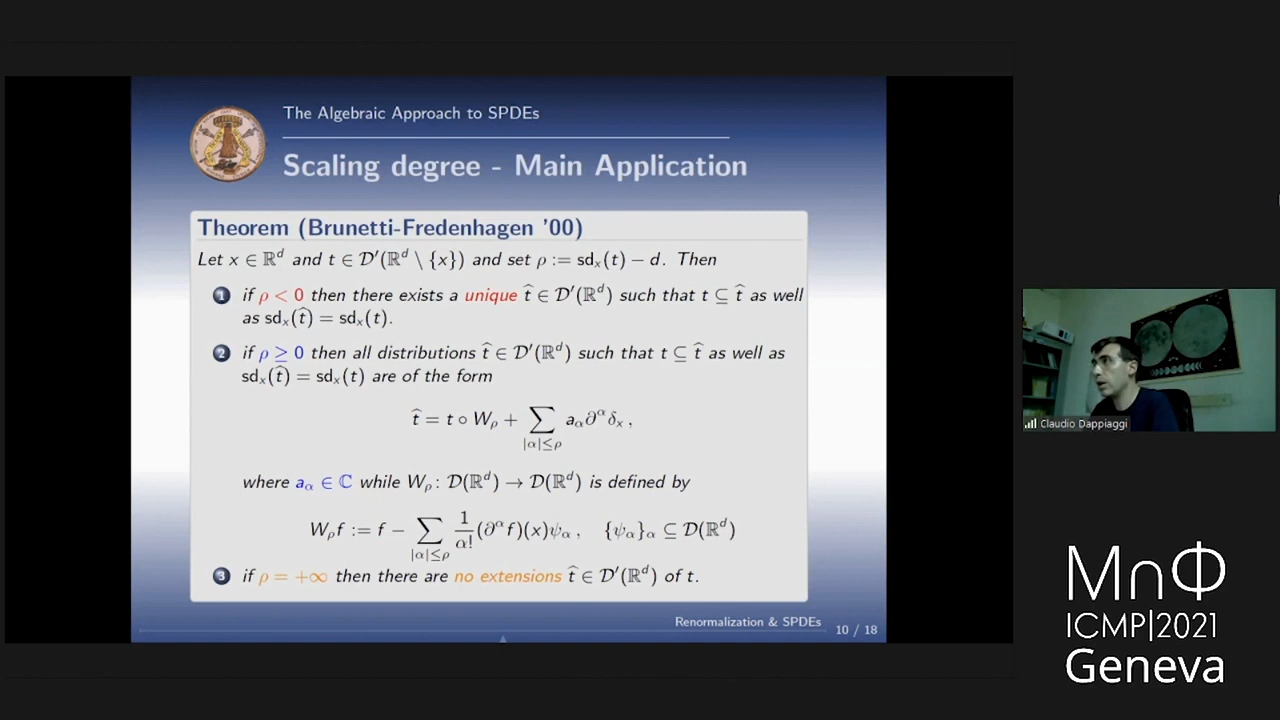 The Algebraic Approach to SPDEs
Scaling degree - Main Application
Theorem (Brunetti-Fredenhagen '00)
Let x ∈ ℝ^d and t ∈ 𝒟′(ℝ^d \ {x}) and set ρ := sd_x(t) − d. Then
1 if ρ < 0 then there exists a unique t̂ ∈ 𝒟′(ℝ^d) such that t ⊆ t̂ as well
as sd_x(t̂) = sd_x(t).
2 if ρ ≥ 0 then all distributions t̂ ∈ 𝒟′(ℝ^d) such that t ⊆ t̂ as well as
sd_x(t̂) = sd_x(t) are of the form
t̂ = t ∘ W_ρ + ∑_{|α|≤ρ} a_α ∂^α δ_x ,
where a_α ∈ ℂ while W_ρ : 𝒟(ℝ^d) → 𝒟(ℝ^d) is defined by
W_ρ f := f − ∑_{|α|≤ρ} 1/α! (∂^α f)(x)ψ_α , {ψ_α}_α ⊆ 𝒟(ℝ^d)
3 if ρ = +∞ then there are no extensions t̂ ∈ 𝒟′(ℝ^d) of t.
Renormalization & SPDEs
10 / 18
Claudio Dappiaggi
M∩Φ
ICMP|2021
Geneva